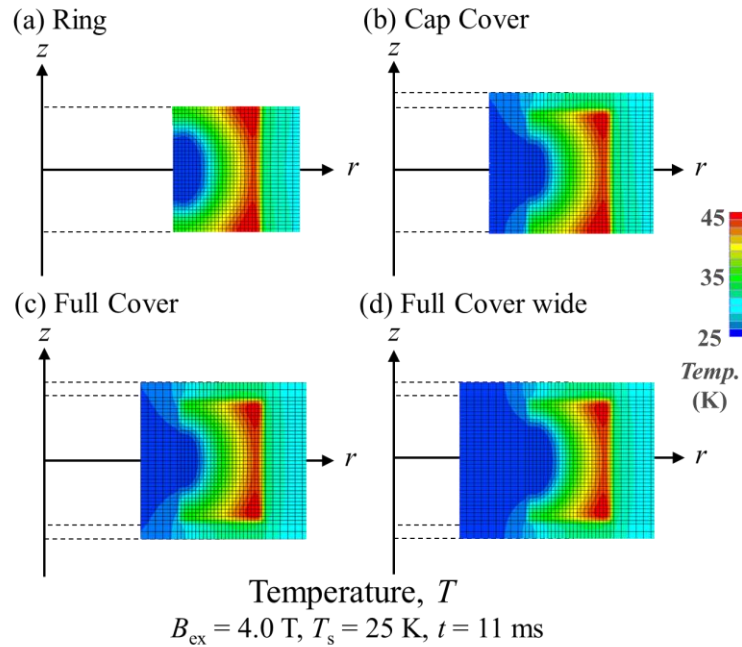 (a) Ring
z
r
(b) Cap Cover
z
r
45
35
25
Temp.
(K)
(c) Full Cover
z
r
(d) Full Cover wide
z
r
Temperature, T
Bex = 4.0 T, Ts = 25 K, t = 11 ms